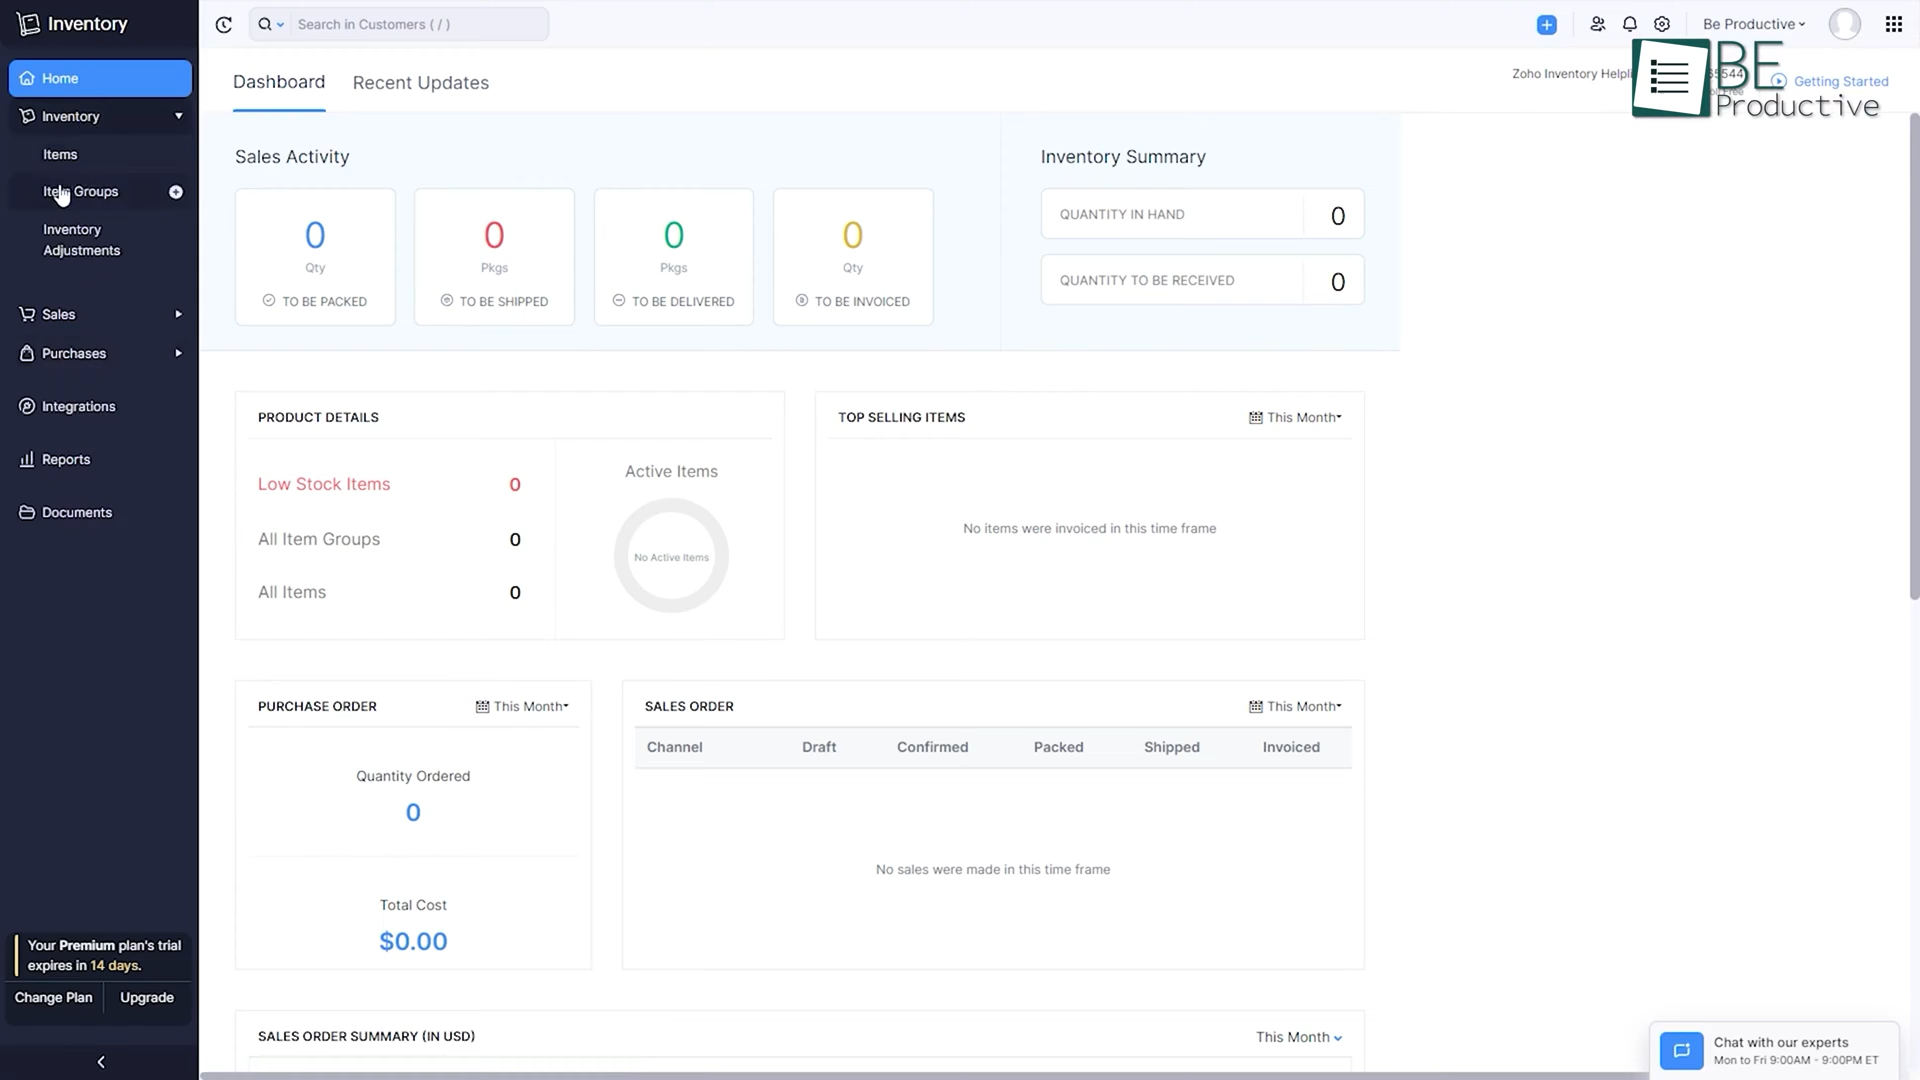 Inventory
Search in Customers ( / )
Be Productive
Home
Inventory
Items
Item Groups
Inventory
Adjustments
Sales
Purchases
Integrations
Reports
Documents
Your Premium plan's trial
expires in 14 days.
Change Plan
Upgrade
Dashboard
Recent Updates
Zoho Inventory
65544
BE
Productive
Getting Started
Sales Activity
0
Qty
TO BE PACKED
0
Pkgs
TO BE SHIPPED
0
Pkgs
TO BE DELIVERED
0
Qty
TO BE INVOICED
Inventory Summary
QUANTITY IN HAND
0
QUANTITY TO BE RECEIVED
0
PRODUCT DETAILS
Low Stock Items
0
All Item Groups
0
All Items
0
Active Items
No Active Items
TOP SELLING ITEMS
This Month
No items were invoiced in this time frame
PURCHASE ORDER
This Month
Quantity Ordered
0
Total Cost
$0.00
SALES ORDER
This Month
Channel Draft Confirmed Packed Shipped Invoiced
No sales were made in this time frame
SALES ORDER SUMMARY (IN USD)
This Month
Chat with our experts
Mon to Fri 9:00AM - 9:00PM ET